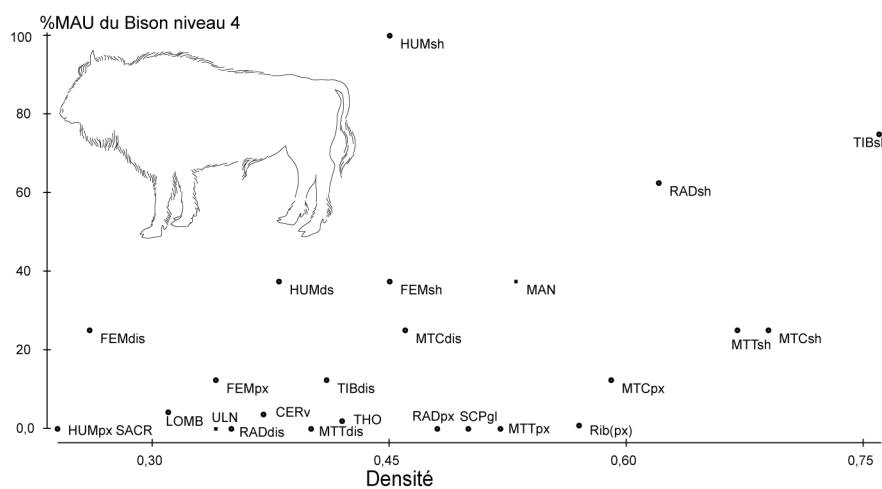 %MAU du Bison niveau 4
100
HUMsh
80
TIBsl
60
RADsh
40
HUMds FEMsh MAN
FEMdis MTCdis MTTsh MTCsh
20
FEMpx TIBdis MTCpx
LOMB ULN CERv THO RADpx SCPgl
0,0 HUMpx SACR RADdis MTTdis MTTpx Rib(px)
0,30 0,45 0,60 0,75
Densité